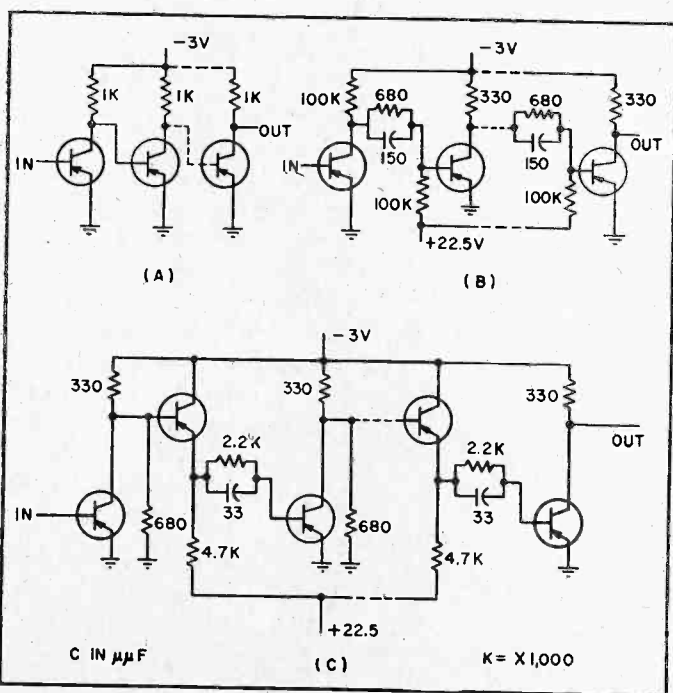 -3V
1K
1K
1K
OUT
IN
(A)
-3V
100K
680
150
330
680
150
330
OUT
IN
100K
100K
+22.5V
(B)
-3V
330
330
330
OUT
2.2K
33
2.2K
33
IN
680
4.7K
680
4.7K
+22.5
C IN μμF
(C)
K= X1,000